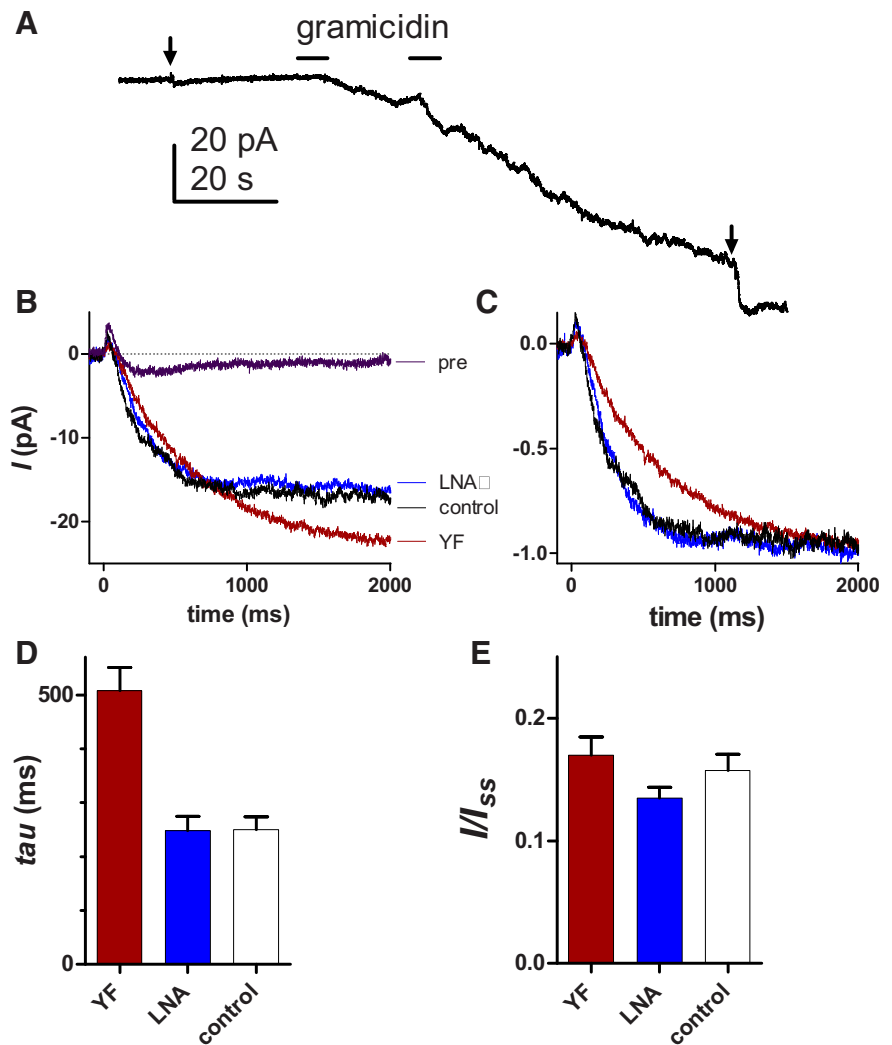 A
gramicidin
20 pA
20 s
B
C
I (pA)
0
-10
-20
pre
LNA□
control
YF
0
1000
2000
time (ms)
0.0
-0.5
-1.0
0
1000
2000
time (ms)
D
E
tau (ms)
500
0
YF
LNA
control
I/Iss
0.2
0.1
0.0
YF
LNA
control